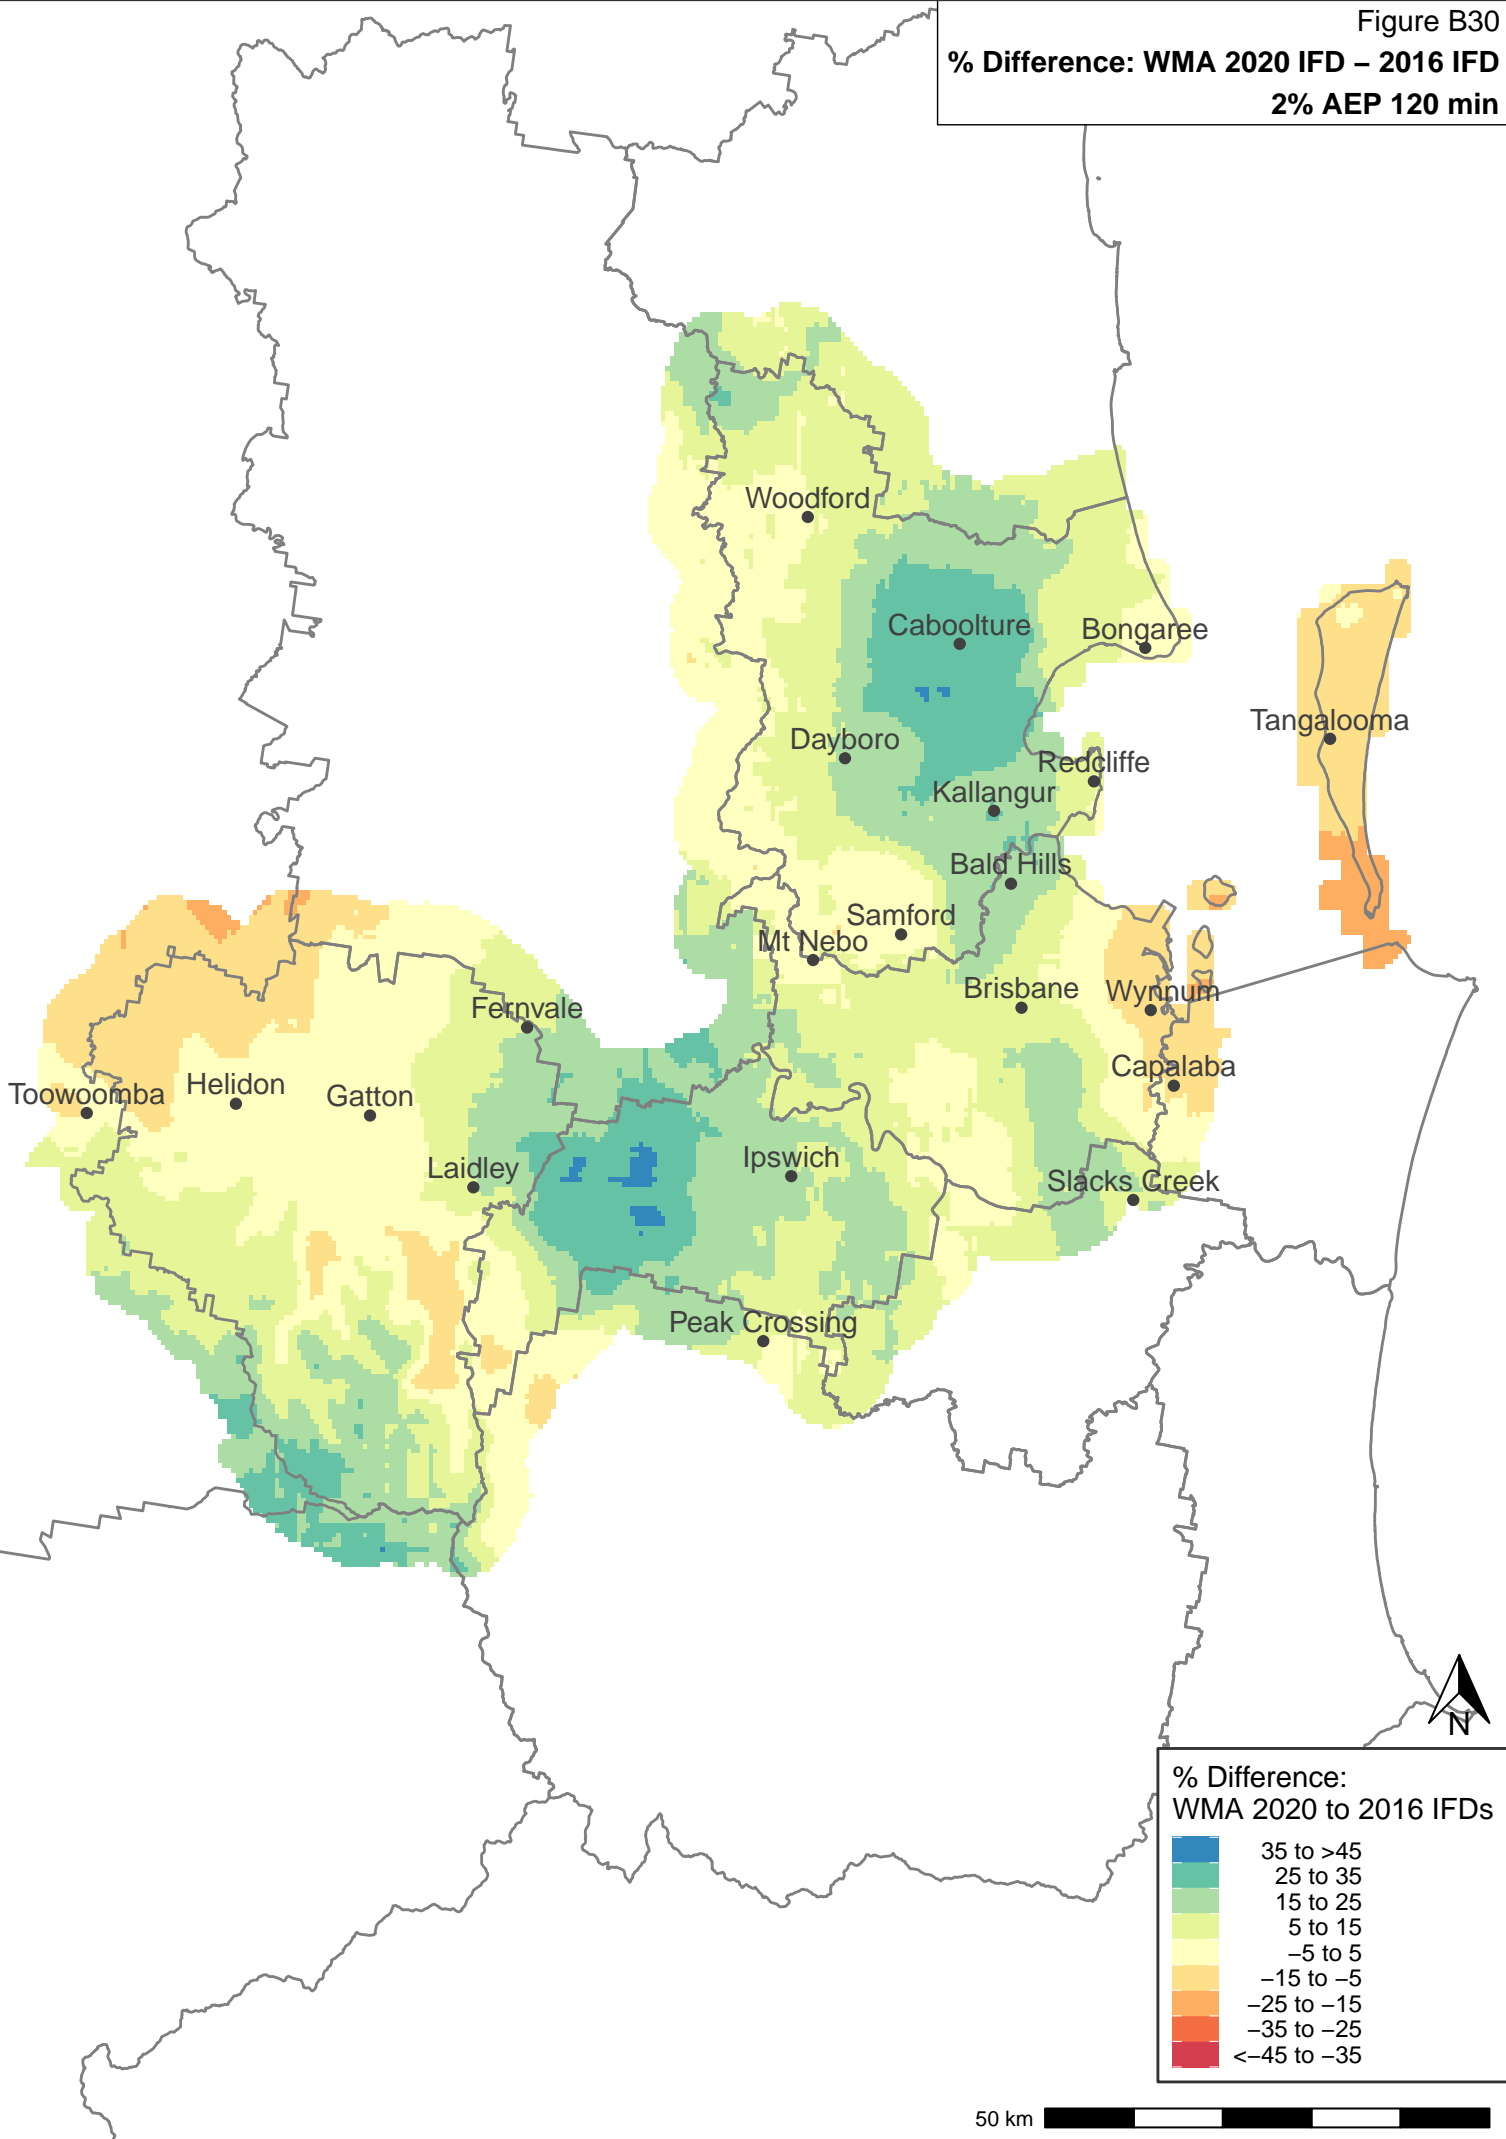 Figure B30
% Difference: WMA 2020 IFD – 2016 IFD
2% AEP 120 min
Woodford
Caboolture
Bongaree
Tangalooma
Dayboro
Redcliffe
Kallangur
Bald Hills
Samford
Mt Nebo
Brisbane
Wynnum
Fernvale
Capalaba
Toowoomba
Helidon
Gatton
Laidley
Ipswich
Slacks Creek
Peak Crossing
N
% Difference:
WMA 2020 to 2016 IFDs
35 to >45
25 to 35
15 to 25
5 to 15
−5 to 5
−15 to −5
−25 to −15
−35 to −25
<−45 to −35
50 km